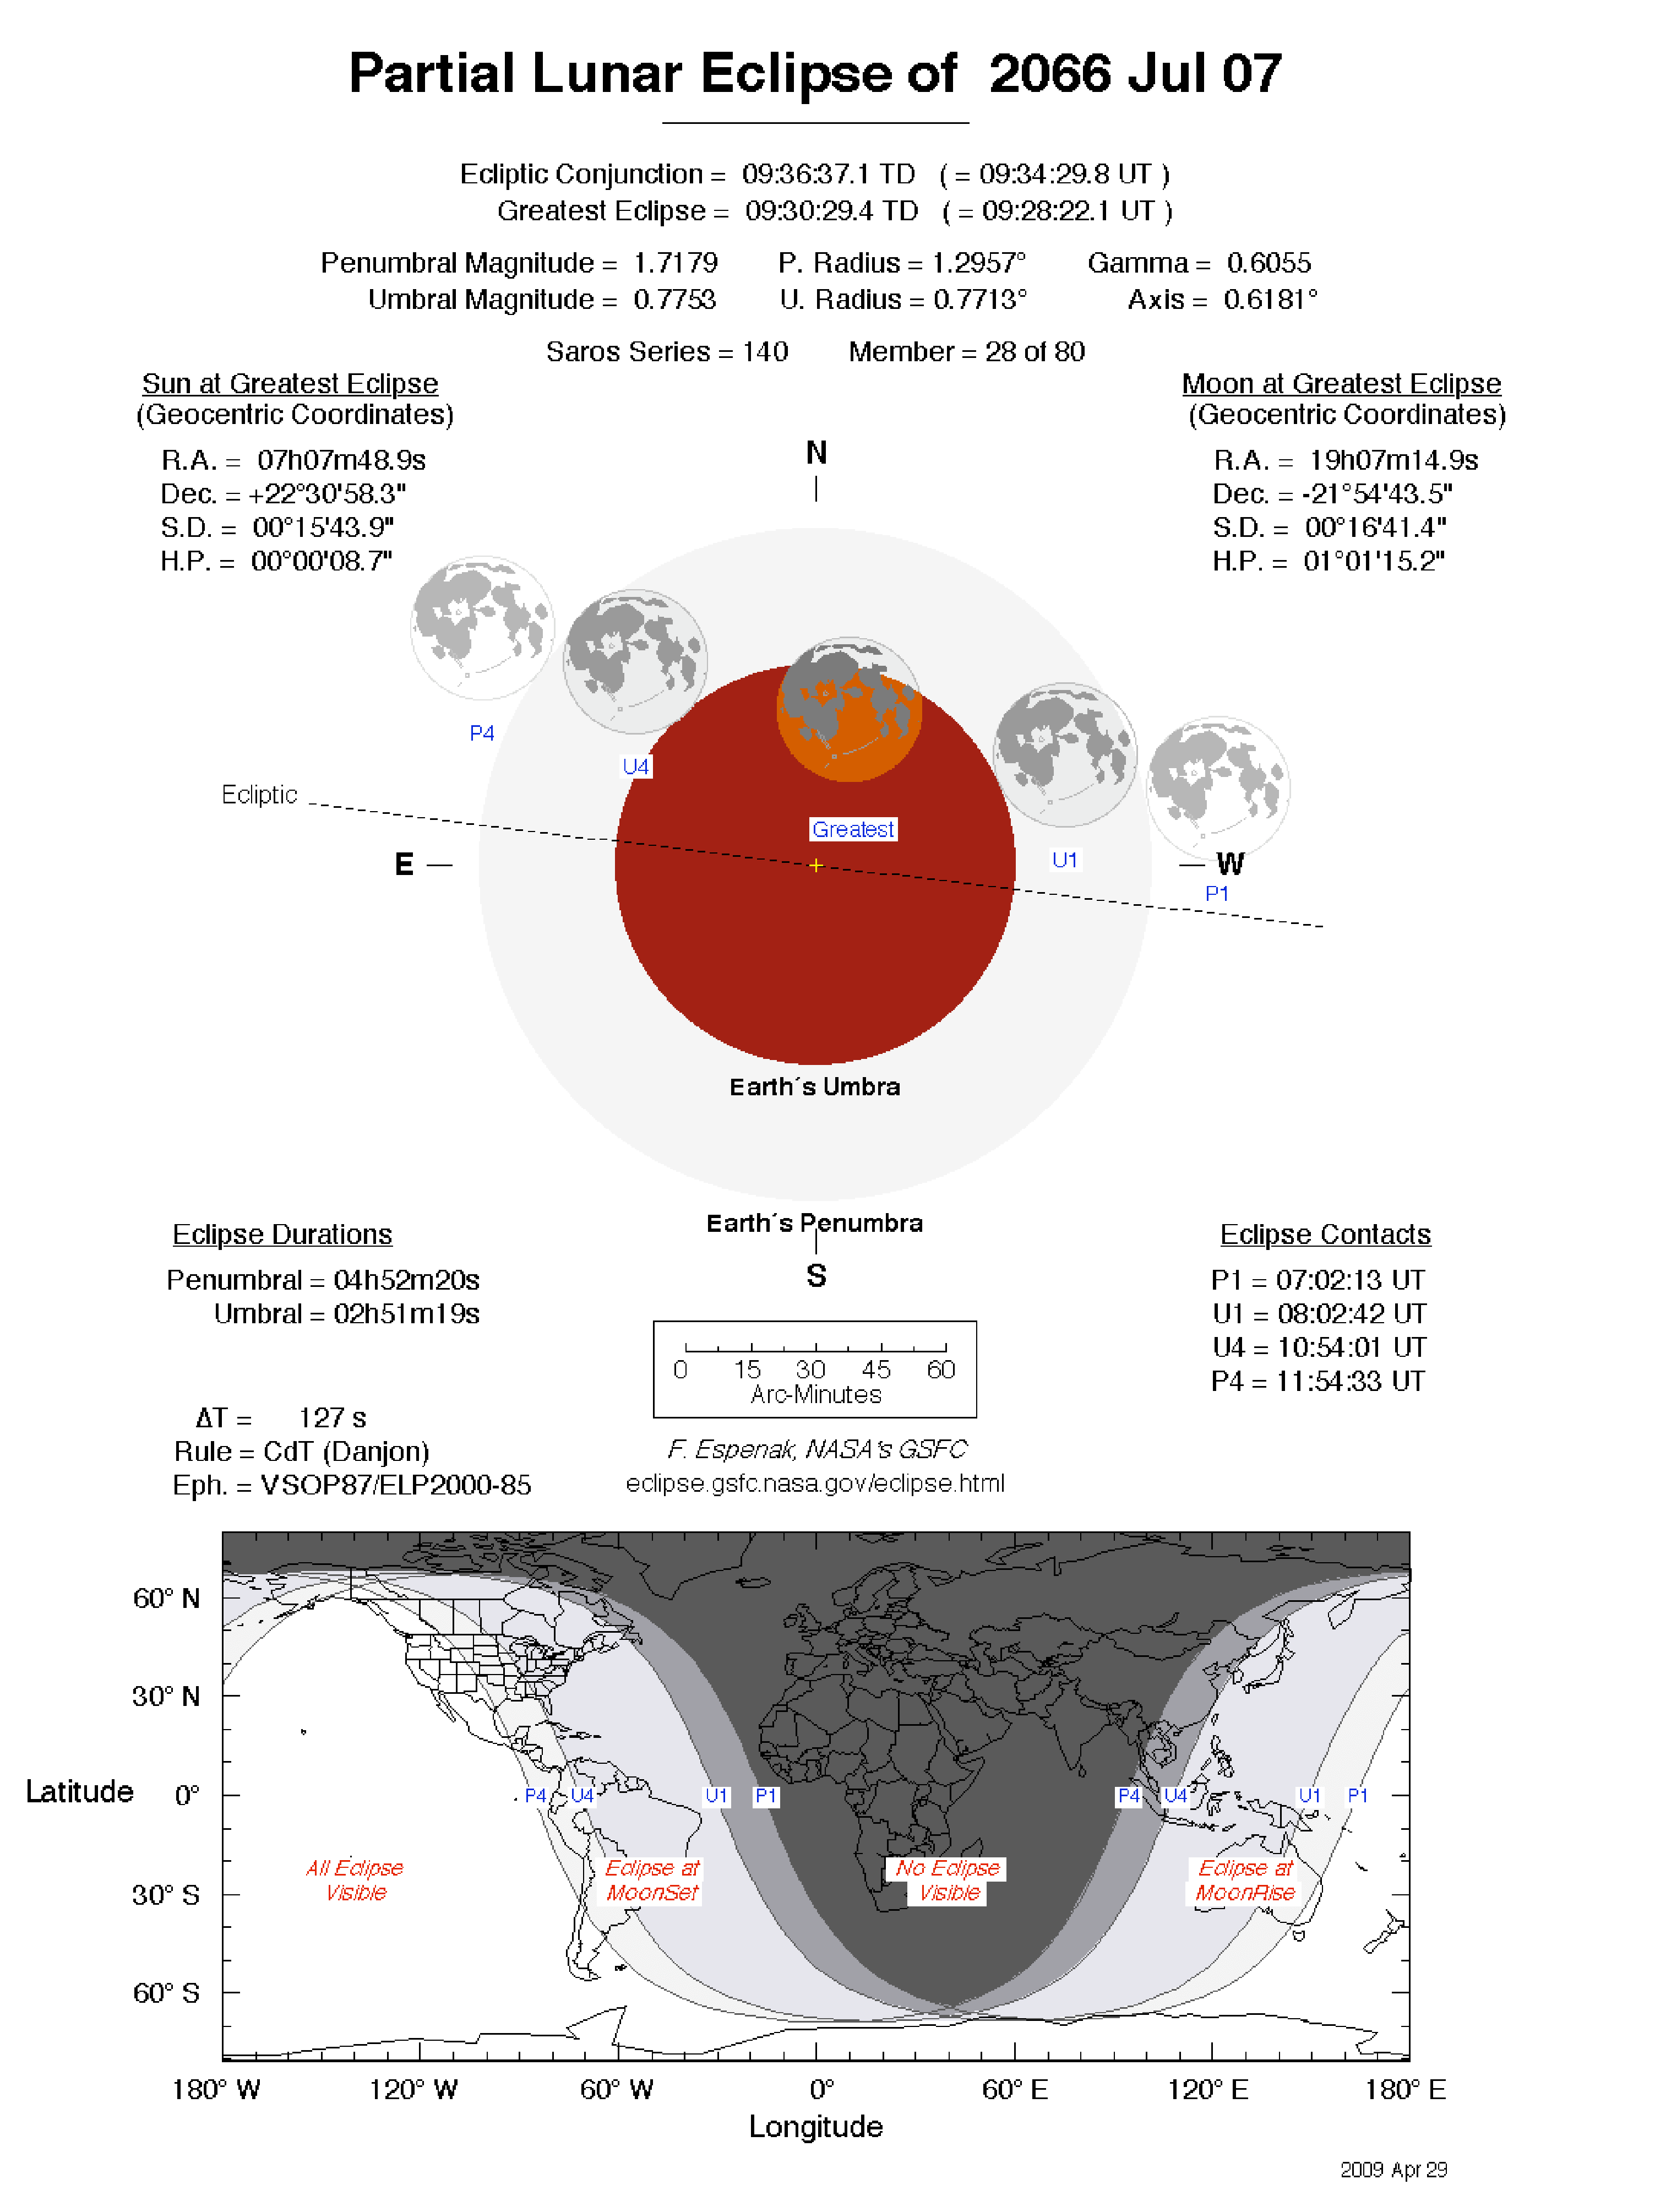 Partial Lunar Eclipse of 2066 Jul 07
Ecliptic Conjunction = 09:36:37.1 TD ( = 09:34:29.8 UT )
Greatest Eclipse = 09:30:29.4 TD ( = 09:28:22.1 UT )
Penumbral Magnitude = 1.7179 P. Radius = 1.2957° Gamma = 0.6055
Umbral Magnitude = 0.7753 U. Radius = 0.7713° Axis = 0.6181°
Saros Series = 140 Member = 28 of 80
Sun at Greatest Eclipse
(Geocentric Coordinates)
R.A. = 07h07m48.9s
Dec. = +22°30'58.3"
S.D. = 00°15'43.9"
H.P. = 00°00'08.7"
Moon at Greatest Eclipse
(Geocentric Coordinates)
R.A. = 19h07m14.9s
Dec. = -21°54'43.5"
S.D. = 00°16'41.4"
H.P. = 01°01'15.2"
N
P4
U4
Ecliptic
Greatest
E
U1
W
P1
Earth´s Umbra
Earth´s Penumbra
S
Eclipse Durations
Penumbral = 04h52m20s
Umbral = 02h51m19s
Eclipse Contacts
P1 = 07:02:13 UT
U1 = 08:02:42 UT
U4 = 10:54:01 UT
P4 = 11:54:33 UT
0 15 30 45 60
Arc-Minutes
ΔT = 127 s
Rule = CdT (Danjon)
Eph. = VSOP87/ELP2000-85
F. Espenak, NASA's GSFC
eclipse.gsfc.nasa.gov/eclipse.html
60° N
30° N
Latitude 0°
30° S
60° S
P4 U4 U1 P1 P4 U4 U1 P1
All Eclipse
Visible
Eclipse at
MoonSet
No Eclipse
Visible
Eclipse at
MoonRise
180° W 120° W 60° W 0° 60° E 120° E 180° E
Longitude
2009 Apr 29